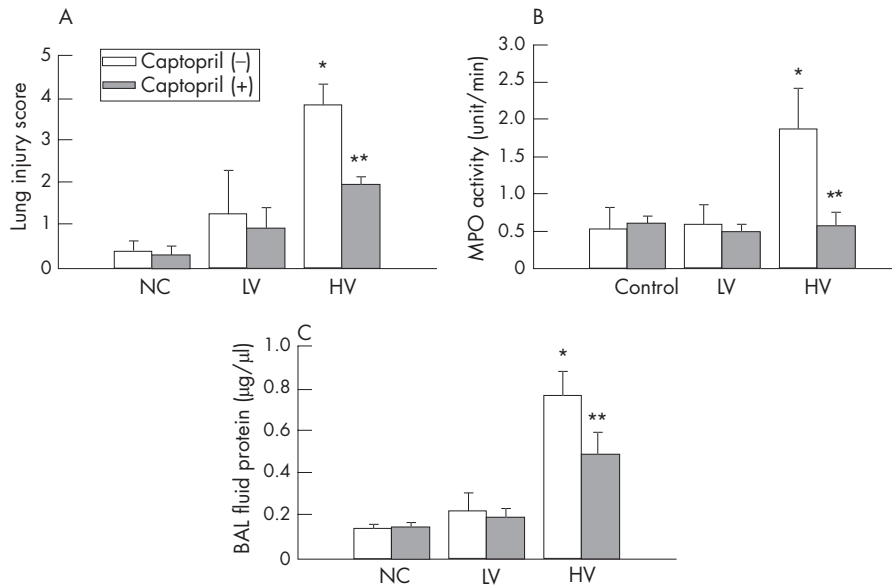 A
Lung injury score
5
4
3
2
1
0
Captopril (–)
Captopril (+)
*
**
NC
LV
HV
B
MPO activity (unit/min)
3.0
2.5
2.0
1.5
1.0
0.5
0
*
**
Control
LV
HV
C
BAL fluid protein (µg/µl)
1.0
0.8
0.6
0.4
0.2
0
*
**
NC
LV
HV